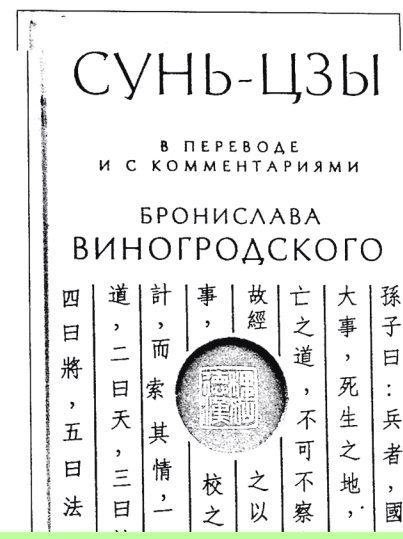 СУНЬ-ЦЗЫ
В ПЕРЕВОДЕ
И С КОММЕНТАРИЯМИ
БРОНИСЛАВА
ВИНОГРОДСКОГО
孫子曰：兵者，國
大事，死生之地，
亡之道，不可不察
故經之以
事，校之
計，而索其情，一
道，二曰天，三曰
四曰將，五曰法